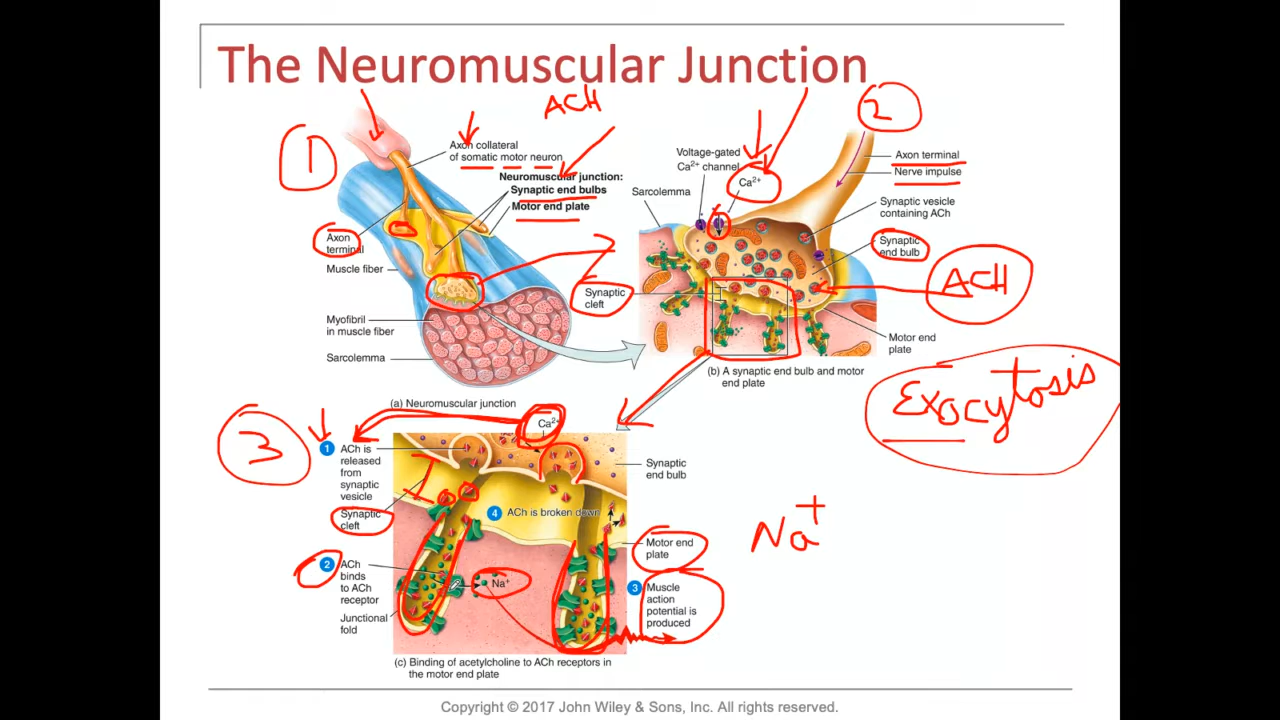 The Neuromuscular Junction
ACH
1
Axon collateral
of somatic motor neuron
Neuromuscular junction:
Synaptic end bulbs
Motor end plate
Axon
terminal
Muscle fiber
Myofibril
in muscle fiber
Sarcolemma
(a) Neuromuscular junction
2
Voltage-gated
Ca2+ channel
Ca2+
Sarcolemma
Axon terminal
Nerve impulse
Synaptic vesicle
containing ACh
Synaptic
end bulb
ACH
Synaptic
cleft
Motor end
plate
(b) A synaptic end bulb and motor
end plate
Exocytosis
3
Ca2+
1 ACh is
released
from
synaptic
vesicle
Synaptic
cleft
Synaptic
end bulb
4 ACh is broken down
Motor end
plate
Na+
2 ACh
binds
to ACh
receptor
Na+
3 Muscle
action
potential is
produced
Junctional
fold
(c) Binding of acetylcholine to ACh receptors in
the motor end plate
Copyright © 2017 John Wiley & Sons, Inc. All rights reserved.